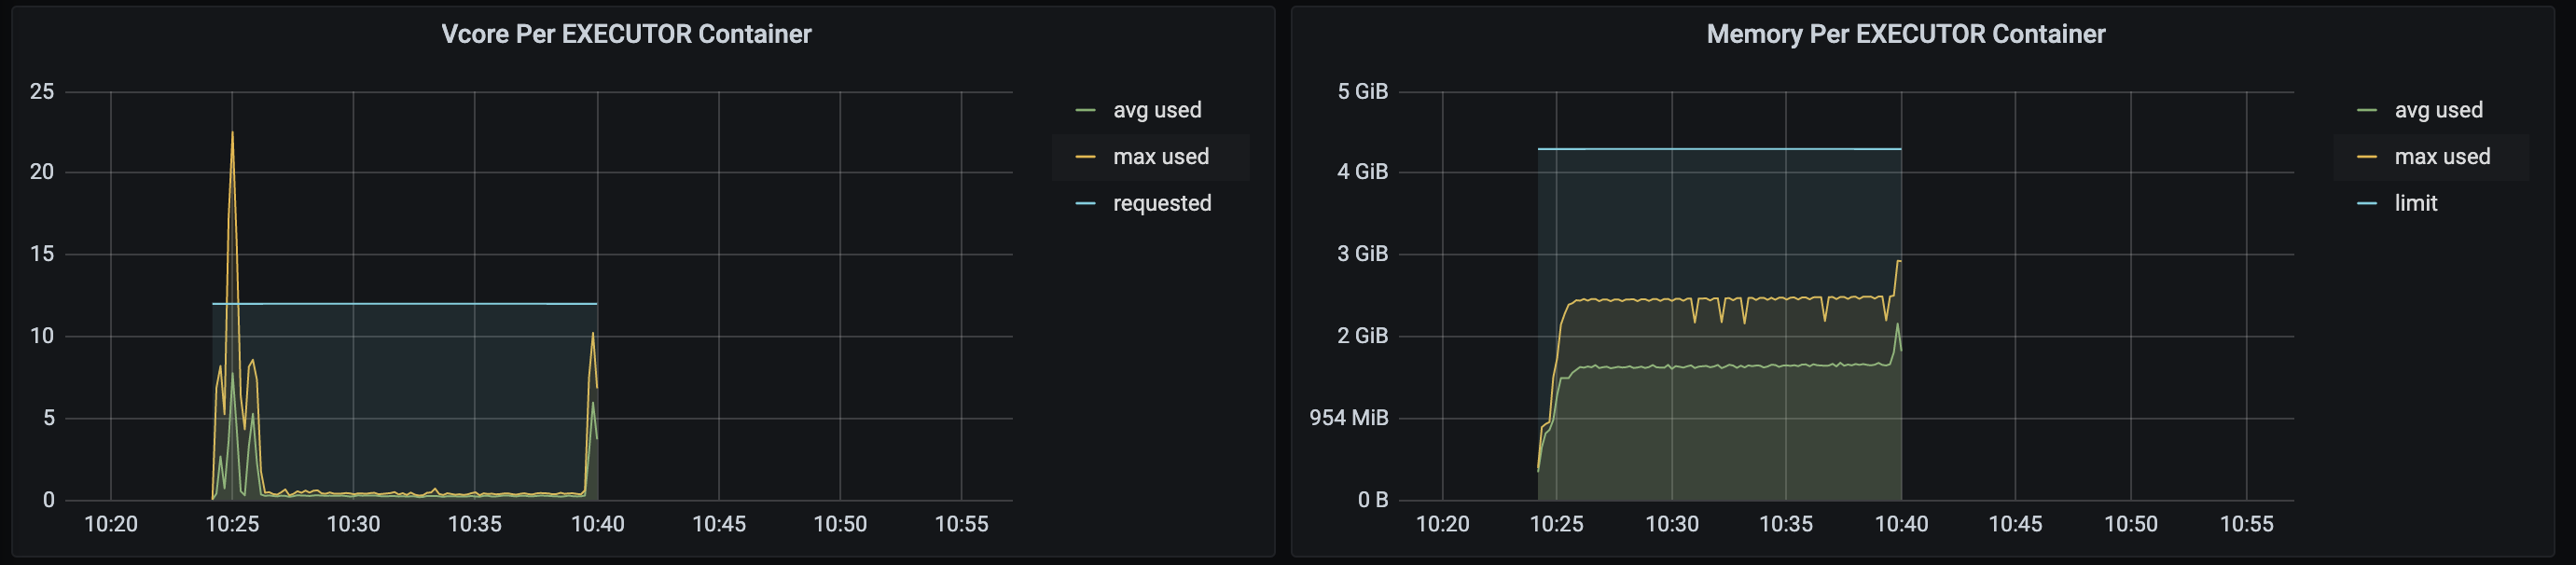 Vcore Per EXECUTOR Container
25
20
15
10
5
0
10:20 10:25 10:30 10:35 10:40 10:45 10:50 10:55
avg used
max used
requested
Memory Per EXECUTOR Container
5 GiB
4 GiB
3 GiB
2 GiB
954 MiB
0 B
10:20 10:25 10:30 10:35 10:40 10:45 10:50 10:55
avg used
max used
limit